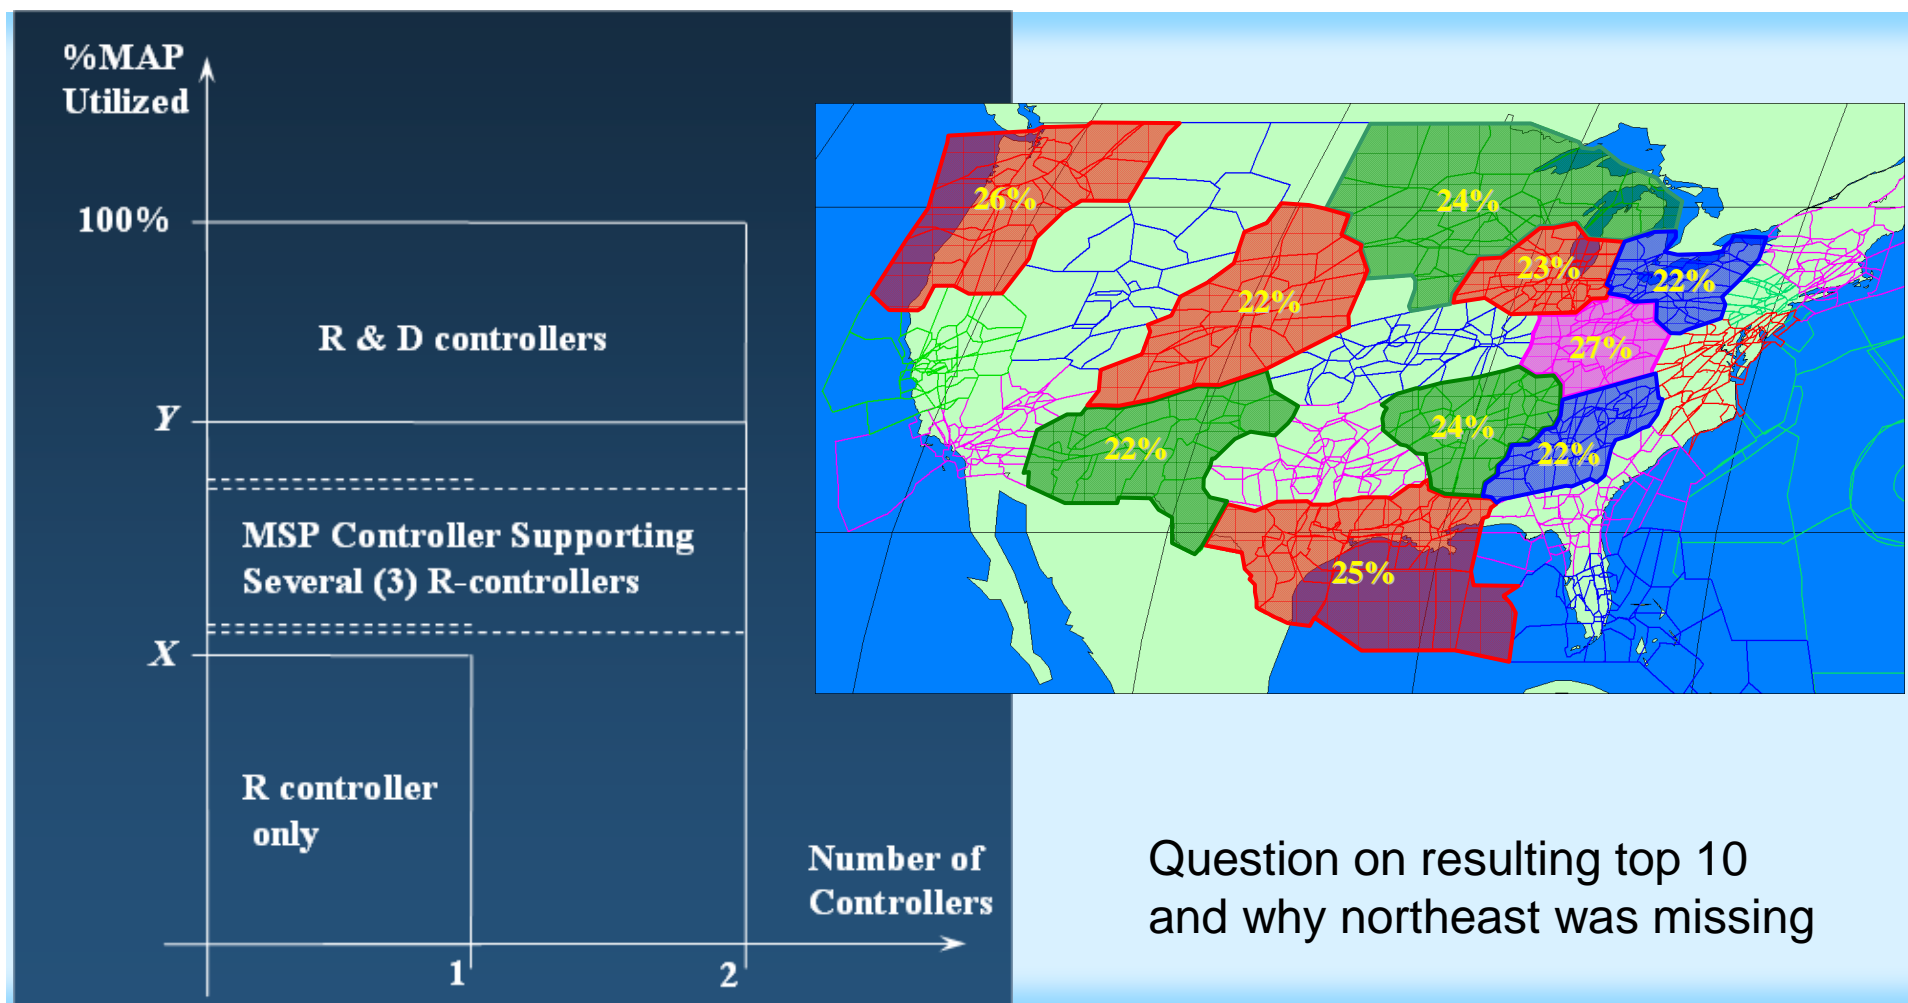 %MAP
Utilized
100%
R & D controllers
Y
MSP Controller Supporting
Several (3) R-controllers
X
R controller
only
Number of
Controllers
1
2
26%
24%
23%
22%
22%
27%
24%
22%
22%
25%
Question on resulting top 10
and why northeast was missing